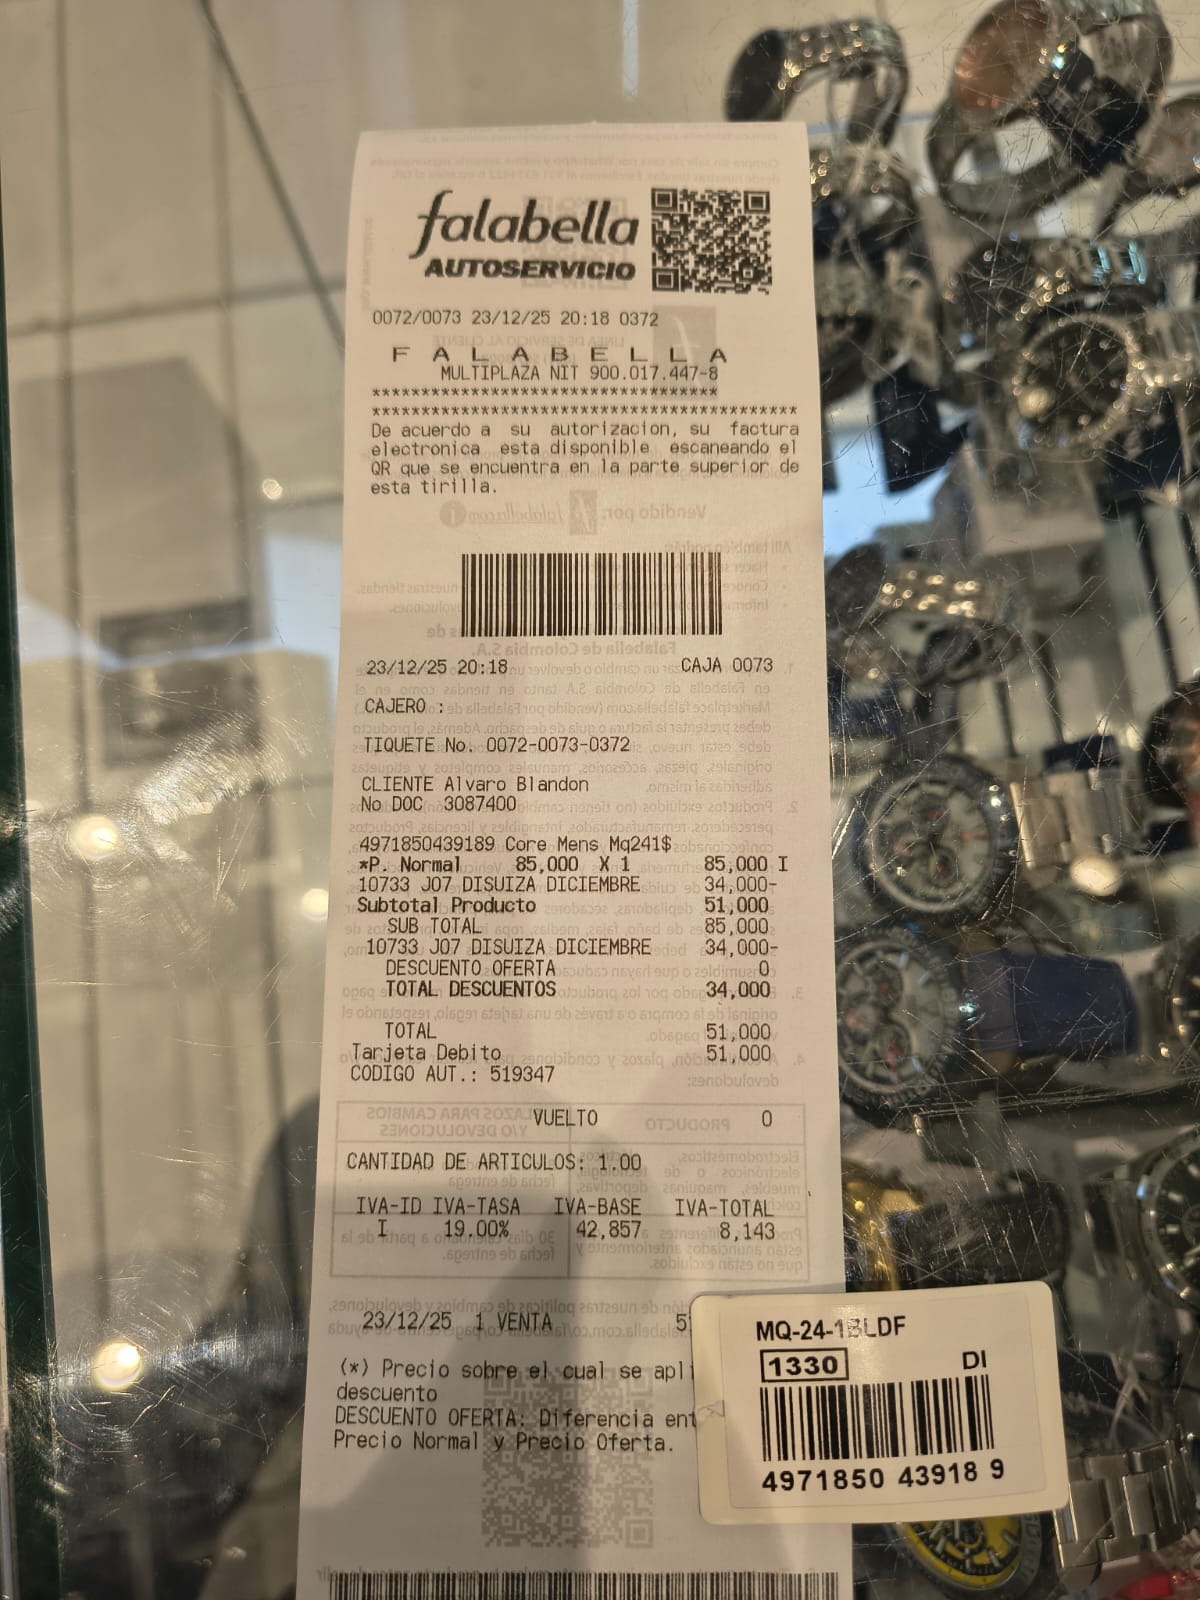 falabella
AUTOSERVICIO
0072/0073 23/12/25 20:18 0372
F A L A B E L L A
MULTIPLAZA NIT 900.017.447-8
***********************************
*******************************************
De acuerdo a su autorizacion, su factura
electronica esta disponible escaneando el
QR que se encuentra en la parte superior de
esta tirilla.
23/12/25 20:18 CAJA 0073
CAJERO :
TIQUETE No. 0072-0073-0372
CLIENTE Alvaro Blandon
No DOC 3087400
4971850439189 Core Mens Mq241$
*P. Normal 85,000 X 1 85,000 I
10733 J07 DISUIZA DICIEMBRE 34,000-
Subtotal Producto 51,000
SUB TOTAL 85,000
10733 J07 DISUIZA DICIEMBRE 34,000-
DESCUENTO OFERTA 0
TOTAL DESCUENTOS 34,000
TOTAL 51,000
Tarjeta Debito 51,000
CODIGO AUT.: 519347
VUELTO 0
CANTIDAD DE ARTICULOS: 1.00
IVA-ID IVA-TASA IVA-BASE IVA-TOTAL
I 19.00% 42,857 8,143
23/12/25 1 VENTA 5
(*) Precio sobre el cual se apli
descuento
DESCUENTO OFERTA: Diferencia ent
Precio Normal y Precio Oferta.
MQ-24-1BLDF
1330 DI
4971850 43918 9